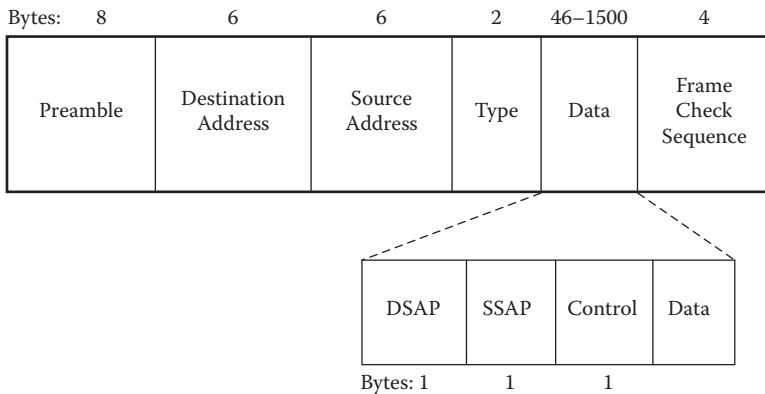 Bytes: 8 6 6 2 46–1500 4
Preamble
Destination
Address
Source
Address
Type
Data
Frame
Check
Sequence
DSAP SSAP Control Data
Bytes: 1 1 1